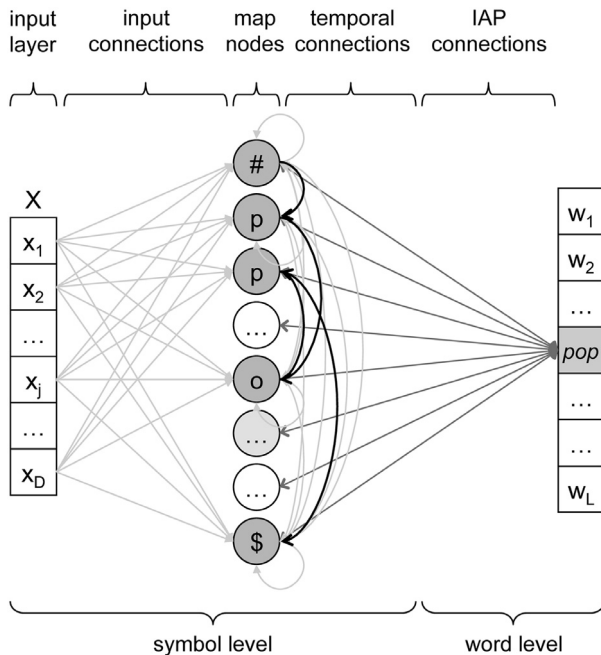 input layer
input connections
map nodes
temporal connections
IAP connections
X
x1
x2
...
xj
...
xD
#
p
p
...
o
...
...
$
w1
w2
...
pop
...
...
wL
symbol level
word level